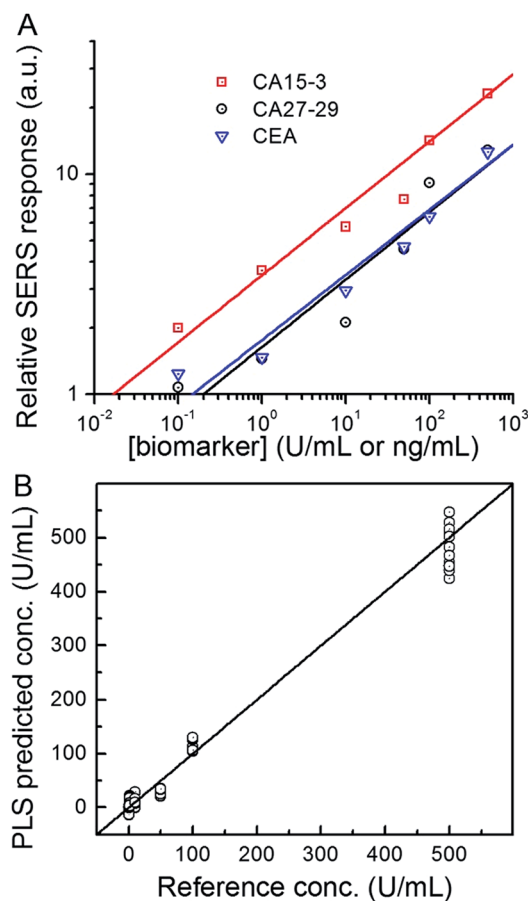 A
Relative SERS response (a.u.)
CA15-3
CA27-29
CEA
10
1
10⁻² 10⁻¹ 10⁰ 10¹ 10² 10³
[biomarker] (U/mL or ng/mL)
B
PLS predicted conc. (U/mL)
500
400
300
200
100
0
0 100 200 300 400 500
Reference conc. (U/mL)